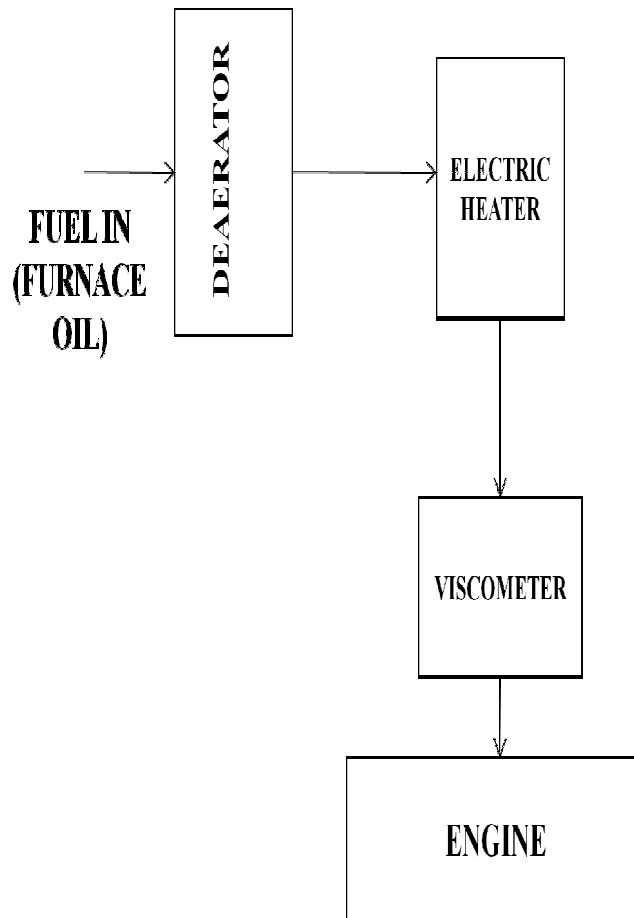 FUEL IN
(FURNACE
OIL)
DEAERATOR
ELECTRIC
HEATER
VISCOMETER
ENGINE